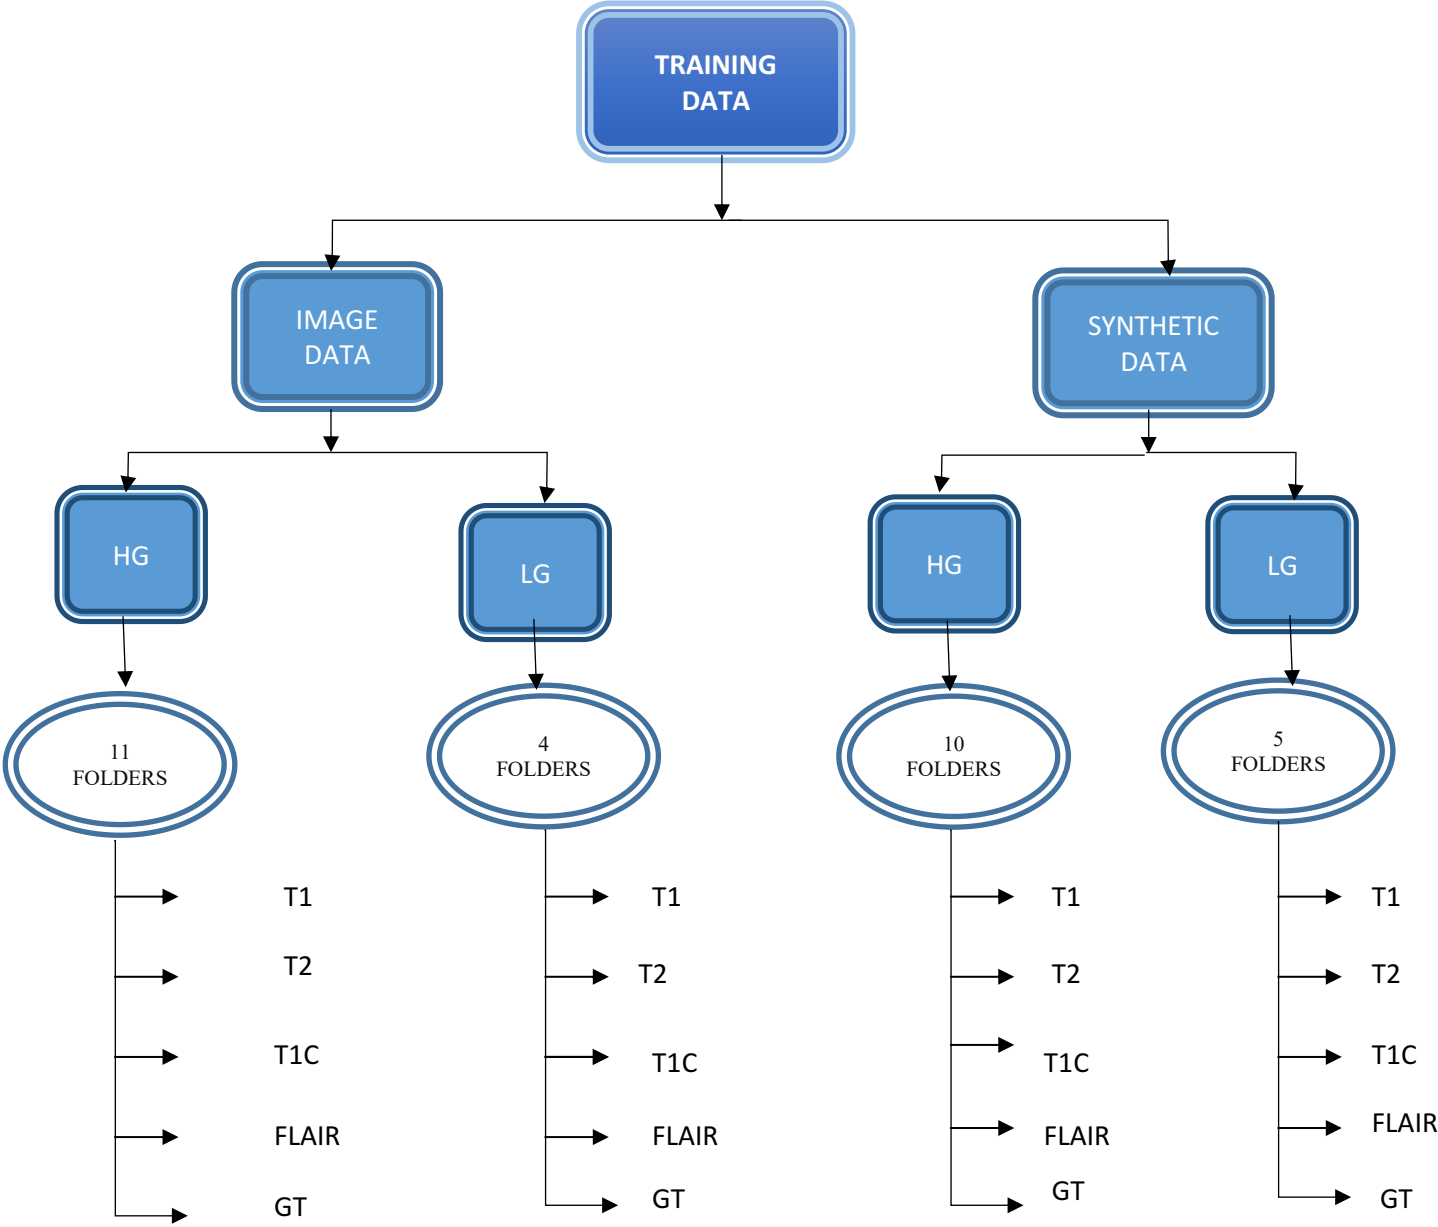 TRAINING
DATA
IMAGE
DATA
SYNTHETIC
DATA
HG
LG
HG
LG
11
FOLDERS
4
FOLDERS
10
FOLDERS
5
FOLDERS
T1
T2
T1C
FLAIR
GT
T1
T2
T1C
FLAIR
GT
T1
T2
T1C
FLAIR
GT
T1
T2
T1C
FLAIR
GT